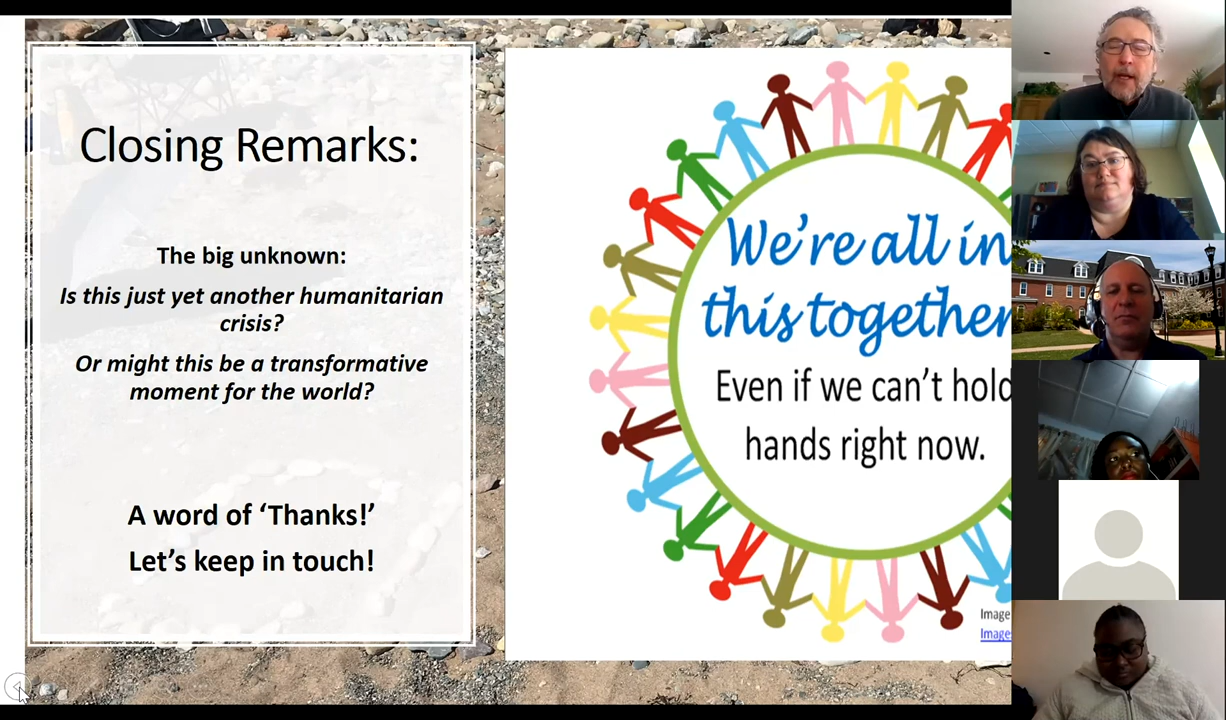 Closing Remarks:
The big unknown:
Is this just yet another humanitarian
crisis?
Or might this be a transformative
moment for the world?
A word of ‘Thanks!’
Let’s keep in touch!
We’re all in
this together
Even if we can’t hold
hands right now.
Image
Images